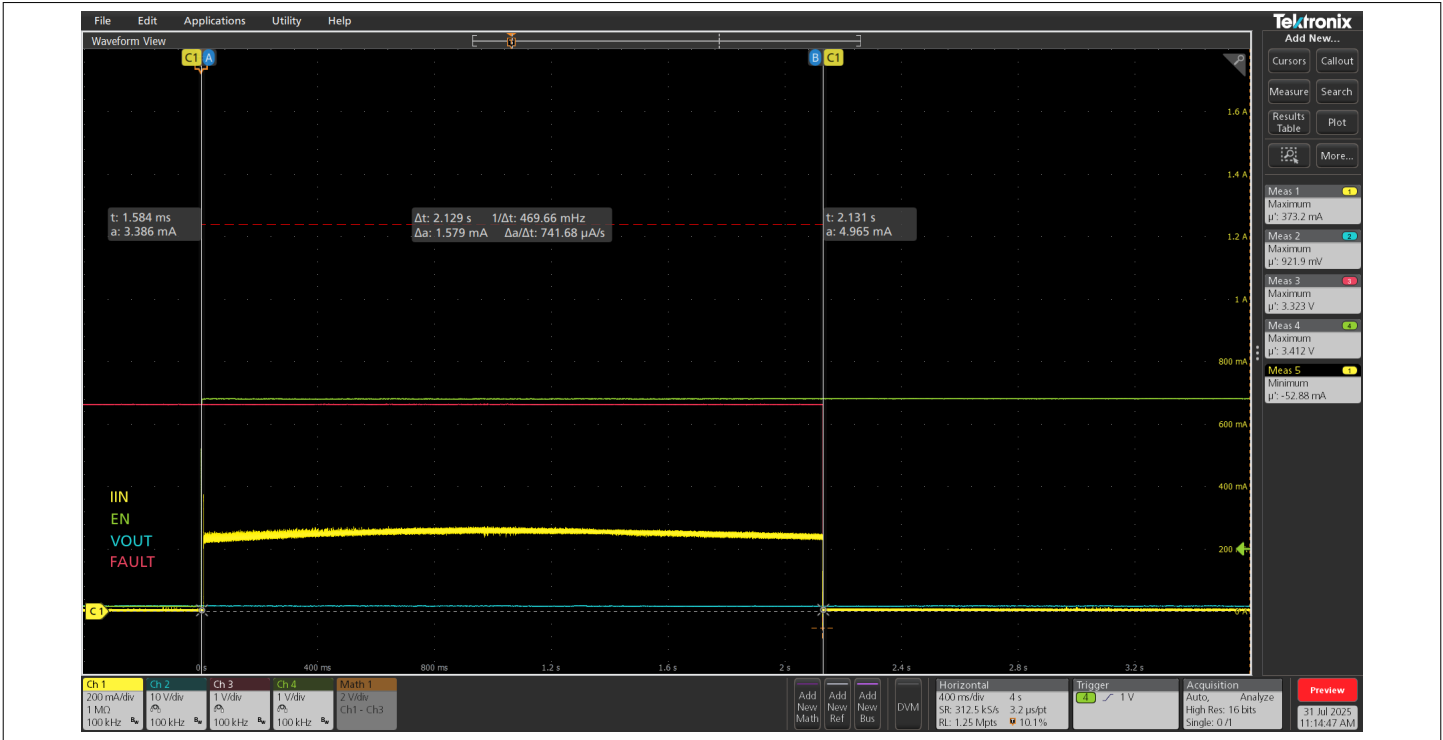 File Edit Applications Utility Help
Tektronix
Waveform View
Add New...
C1 A
B C1
Cursors Callout
Measure Search
Results Table Plot
More...
1.6 A
1.4 A
1.2 A
1 A
800 mA
600 mA
400 mA
200
0 A
t: 1.584 ms
a: 3.386 mA
Δt: 2.129 s 1/Δt: 469.66 mHz
Δa: 1.579 mA Δa/Δt: 741.68 µA/s
t: 2.131 s
a: 4.965 mA
Meas 1 1
Maximum
µ': 373.2 mA
Meas 2 2
Maximum
µ': 921.9 mV
Meas 3 3
Maximum
µ': 3.323 V
Meas 4 4
Maximum
µ': 3.412 V
Meas 5 1
Minimum
µ': -52.88 mA
IIN
EN
VOUT
FAULT
C1
0 s 400 ms 800 ms 1.2 s 1.6 s 2 s 2.4 s 2.8 s 3.2 s
Ch 1
200 mA/div
1 MΩ
100 kHz Bw
Ch 2
10 V/div
100 kHz Bw
Ch 3
1 V/div
100 kHz Bw
Ch 4
1 V/div
100 kHz Bw
Math 1
2 V/div
Ch1 - Ch3
Add New Math
Add New Ref
Add New Bus
DVM
Horizontal
400 ms/div 4 s
SR: 312.5 kS/s 3.2 µs/pt
RL: 1.25 Mpts 10.1%
Trigger
4 1 V
Acquisition
Auto, Analyze
High Res: 16 bits
Single: 0 /1
Preview
31 Jul 2025
11:14:47 AM